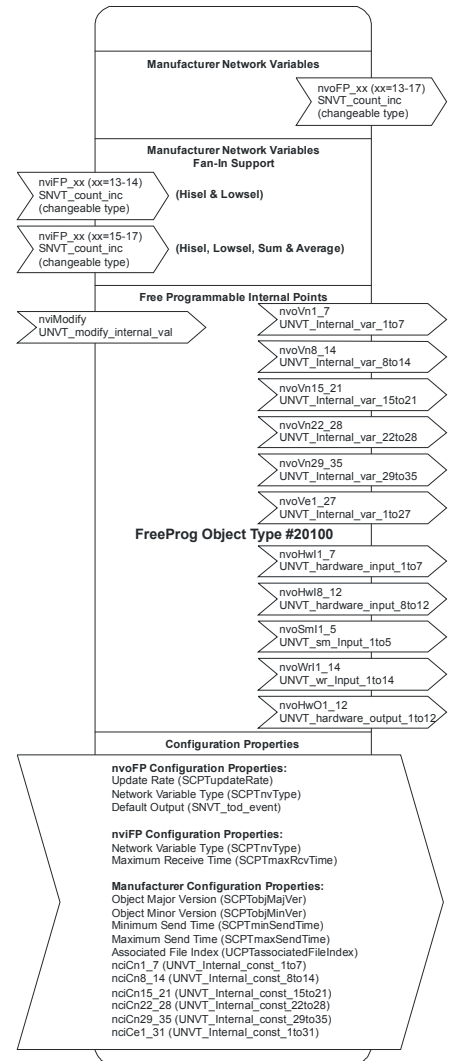 Manufacturer Network Variables
nvoFP_xx (xx=13-17)
SNVT_count_inc
(changeable type)
Manufacturer Network Variables
Fan-In Support
nviFP_xx (xx=13-14)
SNVT_count_inc
(changeable type)
(Hisel & Lowsel)
nviFP_xx (xx=15-17)
SNVT_count_inc
(changeable type)
(Hisel, Lowsel, Sum & Average)
Free Programmable Internal Points
nviModify
UNVT_modify_internal_val
nvoVn1_7
UNVT_Internal_var_1to7
nvoVn8_14
UNVT_Internal_var_8to14
nvoVn15_21
UNVT_Internal_var_15to21
nvoVn22_28
UNVT_Internal_var_22to28
nvoVn29_35
UNVT_Internal_var_29to35
nvoVe1_27
UNVT_Internal_var_1to27
FreeProg Object Type #20100
nvoHwI1_7
UNVT_hardware_input_1to7
nvoHwI8_12
UNVT_hardware_input_8to12
nvoSmI1_5
UNVT_sm_Input_1to5
nvoWrI1_14
UNVT_wr_Input_1to14
nvoHwO1_12
UNVT_hardware_output_1to12
Configuration Properties
nvoFP Configuration Properties:
Update Rate (SCPTupdateRate)
Network Variable Type (SCPTnvType)
Default Output (SNVT_tod_event)
nviFP Configuration Properties:
Network Variable Type (SCPTnvType)
Maximum Receive Time (SCPTmaxRcvTime)
Manufacturer Configuration Properties:
Object Major Version (SCPTobjMajVer)
Object Minor Version (SCPTobjMinVer)
Minimum Send Time (SCPTminSendTime)
Maximum Send Time (SCPTmaxSendTime)
Associated File Index (UCPTassociatedFileIndex)
nciCn1_7 (UNVT_Internal_const_1to7)
nciCn8_14 (UNVT_Internal_const_8to14)
nciCn15_21 (UNVT_Internal_const_15to21)
nciCn22_28 (UNVT_Internal_const_22to28)
nciCn29_35 (UNVT_Internal_const_29to35)
nciCe1_31 (UNVT_Internal_const_1to31)